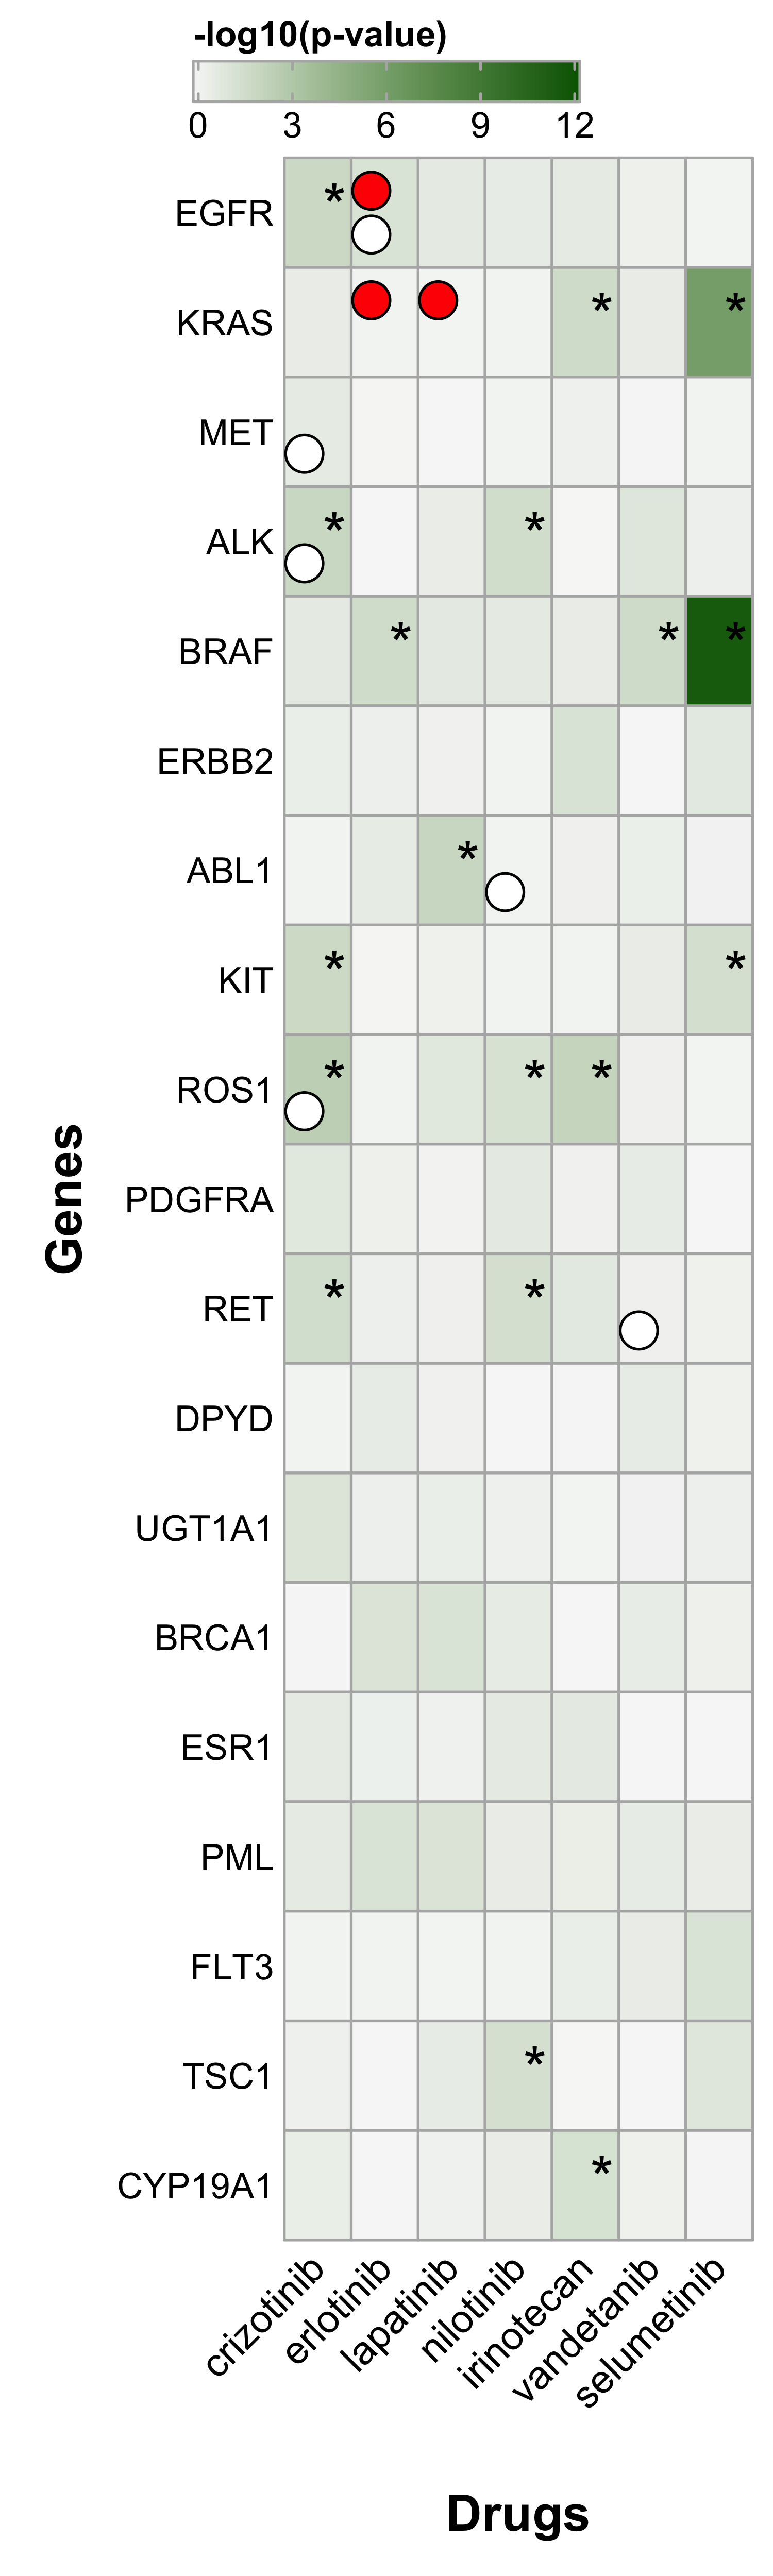 -log10(p-value)
0 3 6 9 12
EGFR *
KRAS * *
MET
ALK * *
BRAF * * *
ERBB2
ABL1 *
KIT * *
ROS1 * * *
PDGFRA
RET * *
DPYD
UGT1A1
BRCA1
ESR1
PML
FLT3
TSC1 *
CYP19A1 *
Genes
crizotinib
erlotinib
lapatinib
nilotinib
irinotecan
vandetanib
selumetinib
Drugs